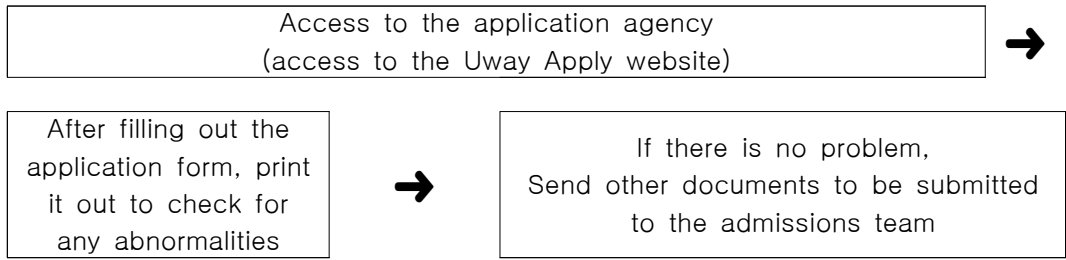 Access to the application agency
(access to the Uway Apply website)
After filling out the
application form, print
it out to check for
any abnormalities
If there is no problem,
Send other documents to be submitted
to the admissions team